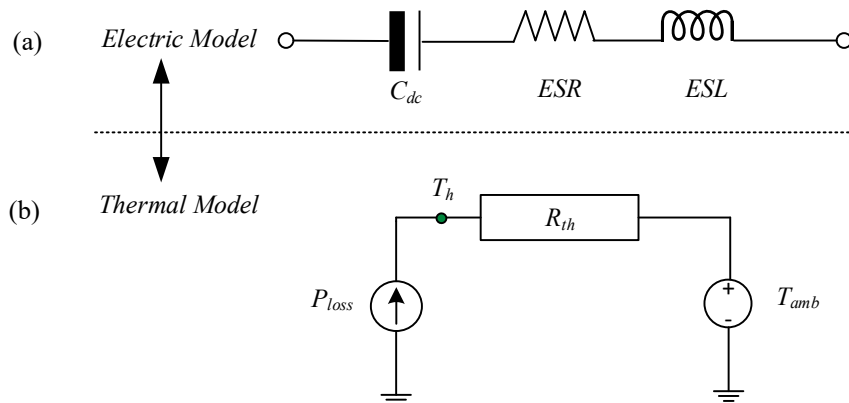 (a)
Electric Model
C_dc
ESR
ESL
Thermal Model
(b)
T_h
R_th
P_loss
T_amb
+
-